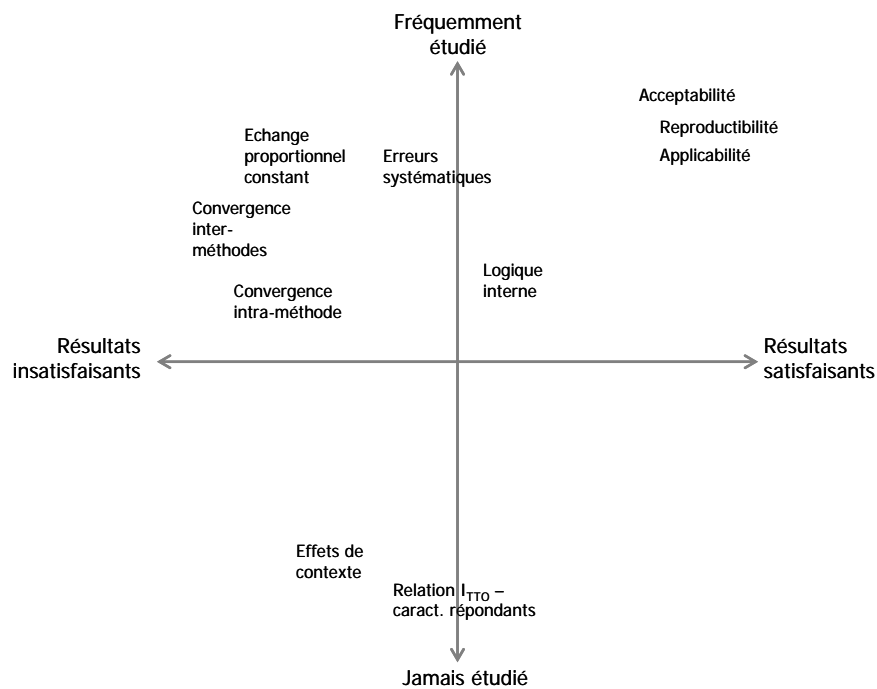 Fréquemment
étudié
Acceptabilité
Reproductibilité
Applicabilité
Echange
proportionnel
constant
Erreurs
systématiques
Convergence
inter-
méthodes
Logique
interne
Convergence
intra-méthode
Résultats
insatisfaisants
Résultats
satisfaisants
Effets de
contexte
Relation I_TTO –
caract. répondants
Jamais étudié